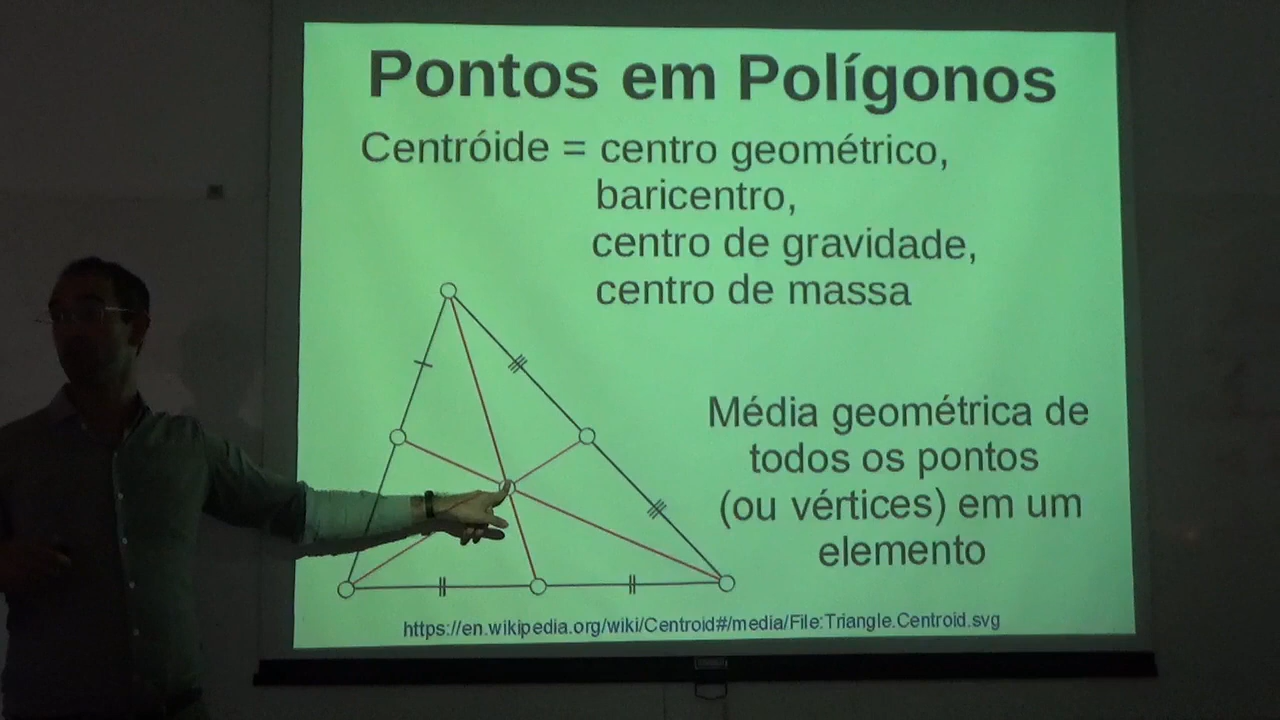 Pontos em Polígonos
Centróide = centro geométrico,
baricentro,
centro de gravidade,
centro de massa
Média geométrica de
todos os pontos
(ou vértices) em um
elemento
https://en.wikipedia.org/wiki/Centroid#/media/File:Triangle.Centroid.svg